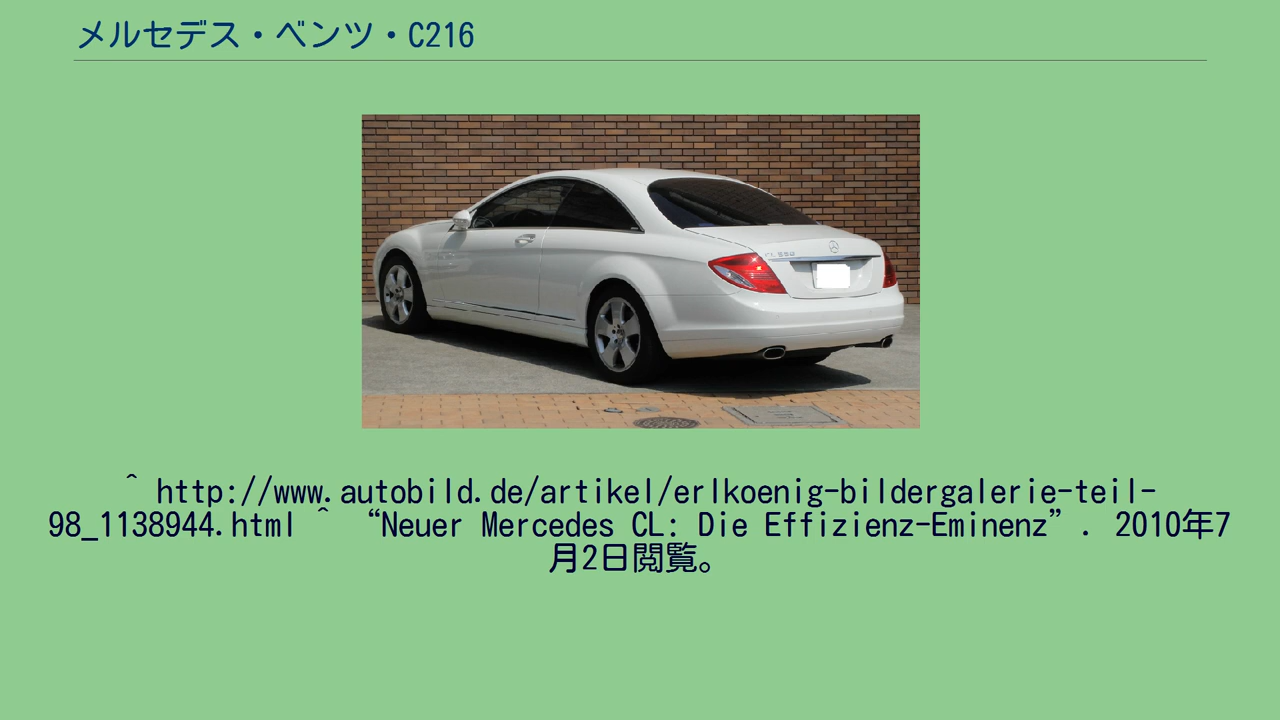 メルセデス・ベンツ・C216
^ http://www.autobild.de/artikel/erlkoenig-bildergalerie-teil-
98_1138944.html ^ “Neuer Mercedes CL: Die Effizienz-Eminenz”. 2010年7
月2日閲覧。